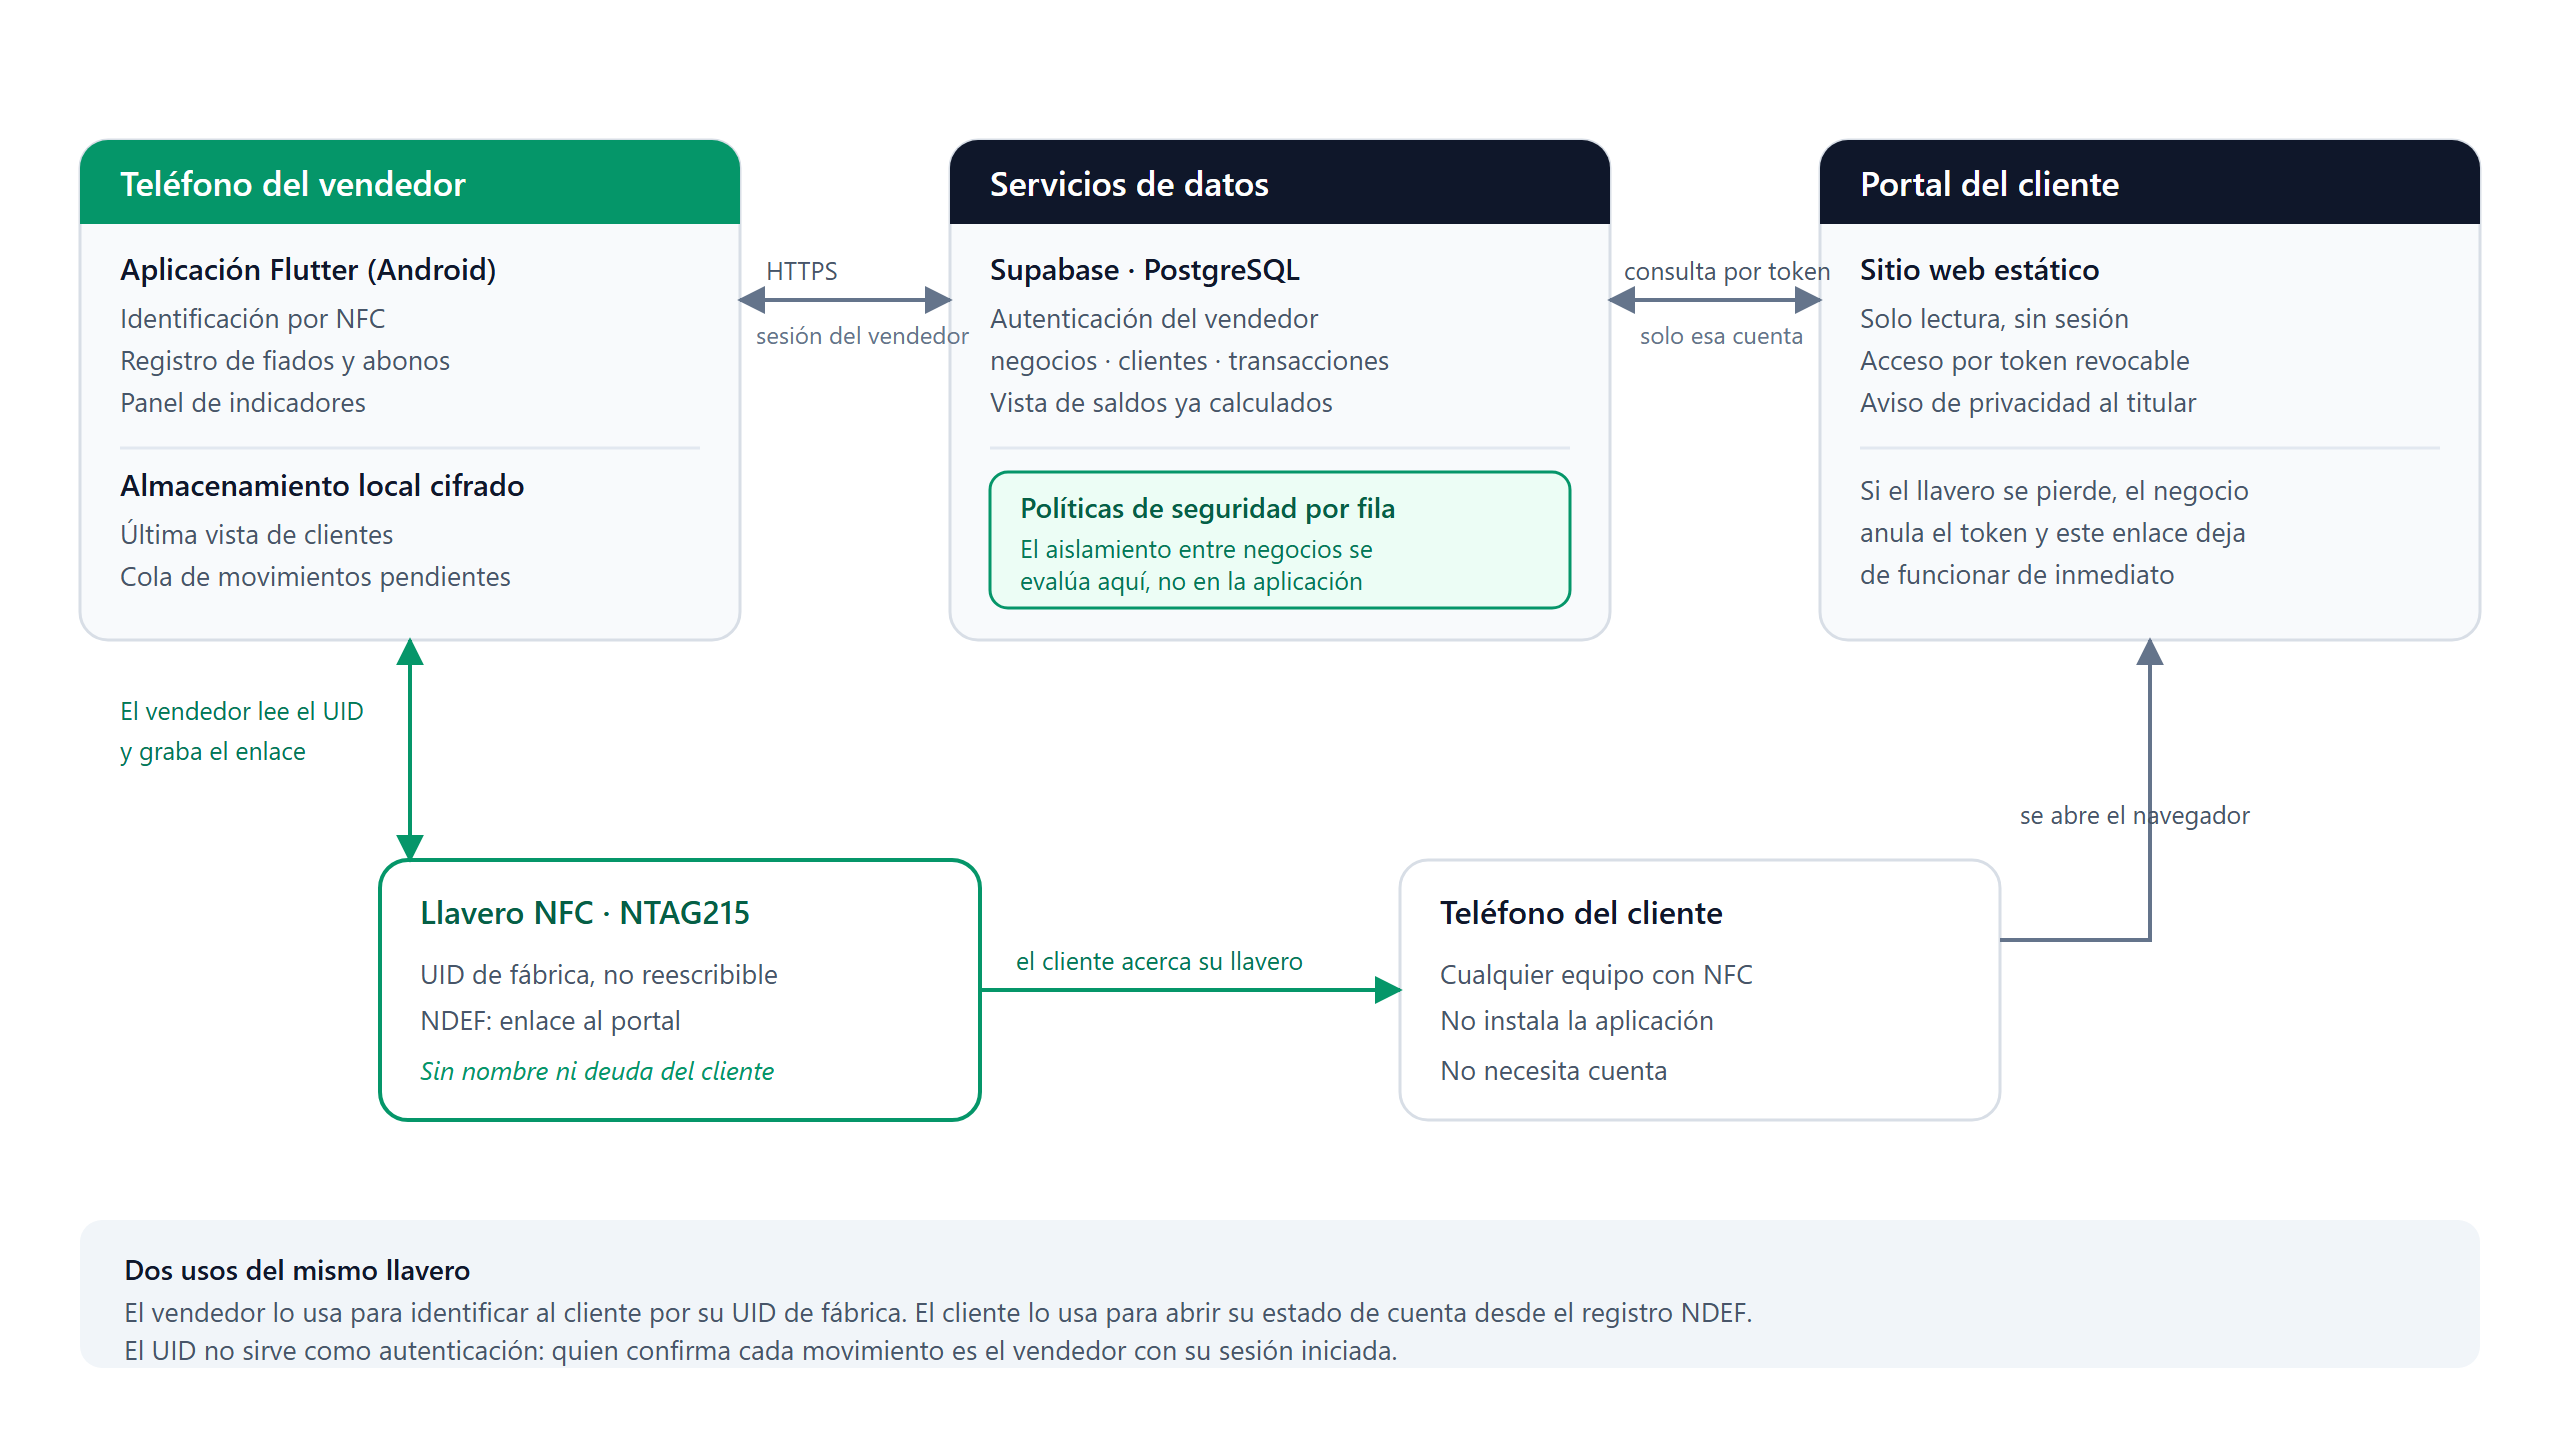 Teléfono del vendedor
Aplicación Flutter (Android)
Identificación por NFC
Registro de fiados y abonos
Panel de indicadores
Almacenamiento local cifrado
Última vista de clientes
Cola de movimientos pendientes
HTTPS
sesión del vendedor
Servicios de datos
Supabase · PostgreSQL
Autenticación del vendedor
negocios · clientes · transacciones
Vista de saldos ya calculados
Políticas de seguridad por fila
El aislamiento entre negocios se
evalúa aquí, no en la aplicación
consulta por token
solo esa cuenta
Portal del cliente
Sitio web estático
Solo lectura, sin sesión
Acceso por token revocable
Aviso de privacidad al titular
Si el llavero se pierde, el negocio
anula el token y este enlace deja
de funcionar de inmediato
El vendedor lee el UID
y graba el enlace
Llavero NFC · NTAG215
UID de fábrica, no reescribible
NDEF: enlace al portal
Sin nombre ni deuda del cliente
el cliente acerca su llavero
Teléfono del cliente
Cualquier equipo con NFC
No instala la aplicación
No necesita cuenta
se abre el navegador
Dos usos del mismo llavero
El vendedor lo usa para identificar al cliente por su UID de fábrica. El cliente lo usa para abrir su estado de cuenta desde el registro NDEF.
El UID no sirve como autenticación: quien confirma cada movimiento es el vendedor con su sesión iniciada.